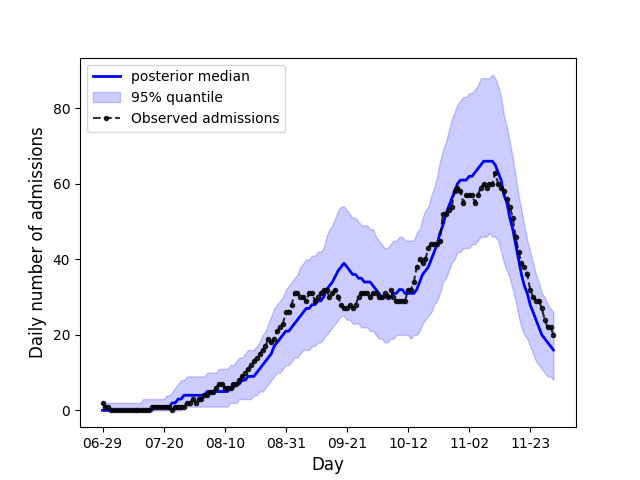 posterior median
95% quantile
Observed admissions
Daily number of admissions
80
60
40
20
0
06-29 07-20 08-10 08-31 09-21 10-12 11-02 11-23
Day